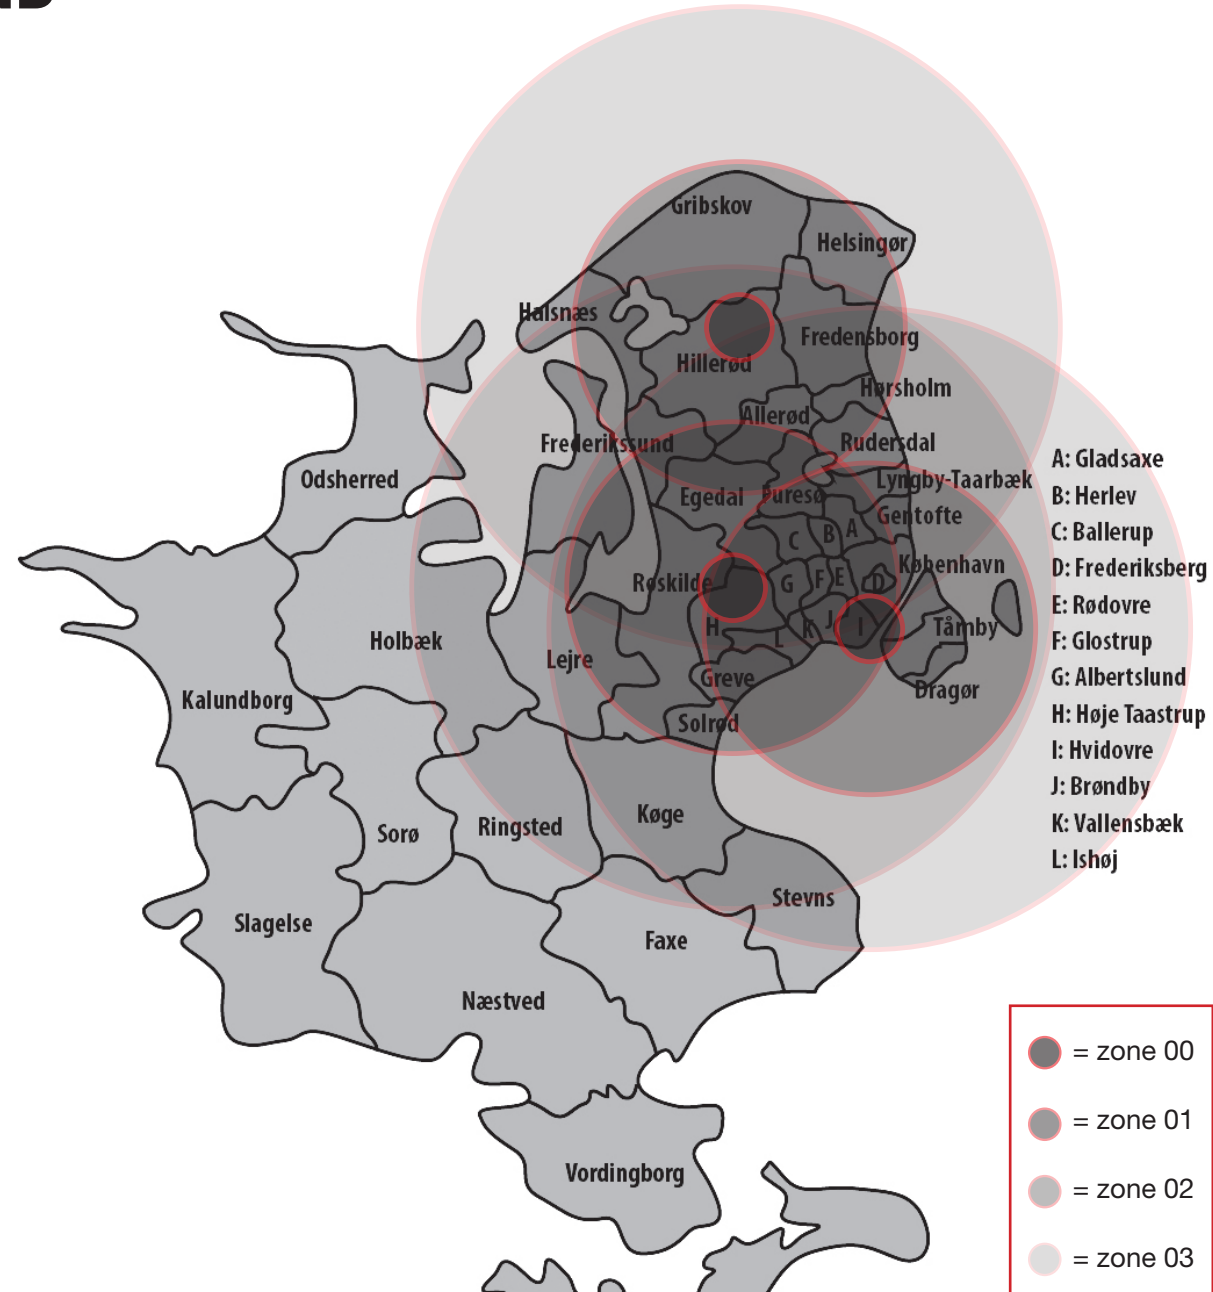 Gribskov
Helsingør
Halsnæs
Fredensborg
Hillerød
Hørsholm
Allerød
Frederikssund
Rudersdal
Odsherred
Egedal
Furesø
Lyngby-Taarbæk
Gentofte
C
B
A
København
Roskilde
G
F
E
D
H
L
K
J
I
Tårnby
Holbæk
Lejre
Greve
Dragør
Kalundborg
Solrød
Sorø
Ringsted
Køge
Stevns
Slagelse
Faxe
Næstved
Vordingborg
A: Gladsaxe
B: Herlev
C: Ballerup
D: Frederiksberg
E: Rødovre
F: Glostrup
G: Albertslund
H: Høje Taastrup
I: Hvidovre
J: Brøndby
K: Vallensbæk
L: Ishøj
= zone 00
= zone 01
= zone 02
= zone 03